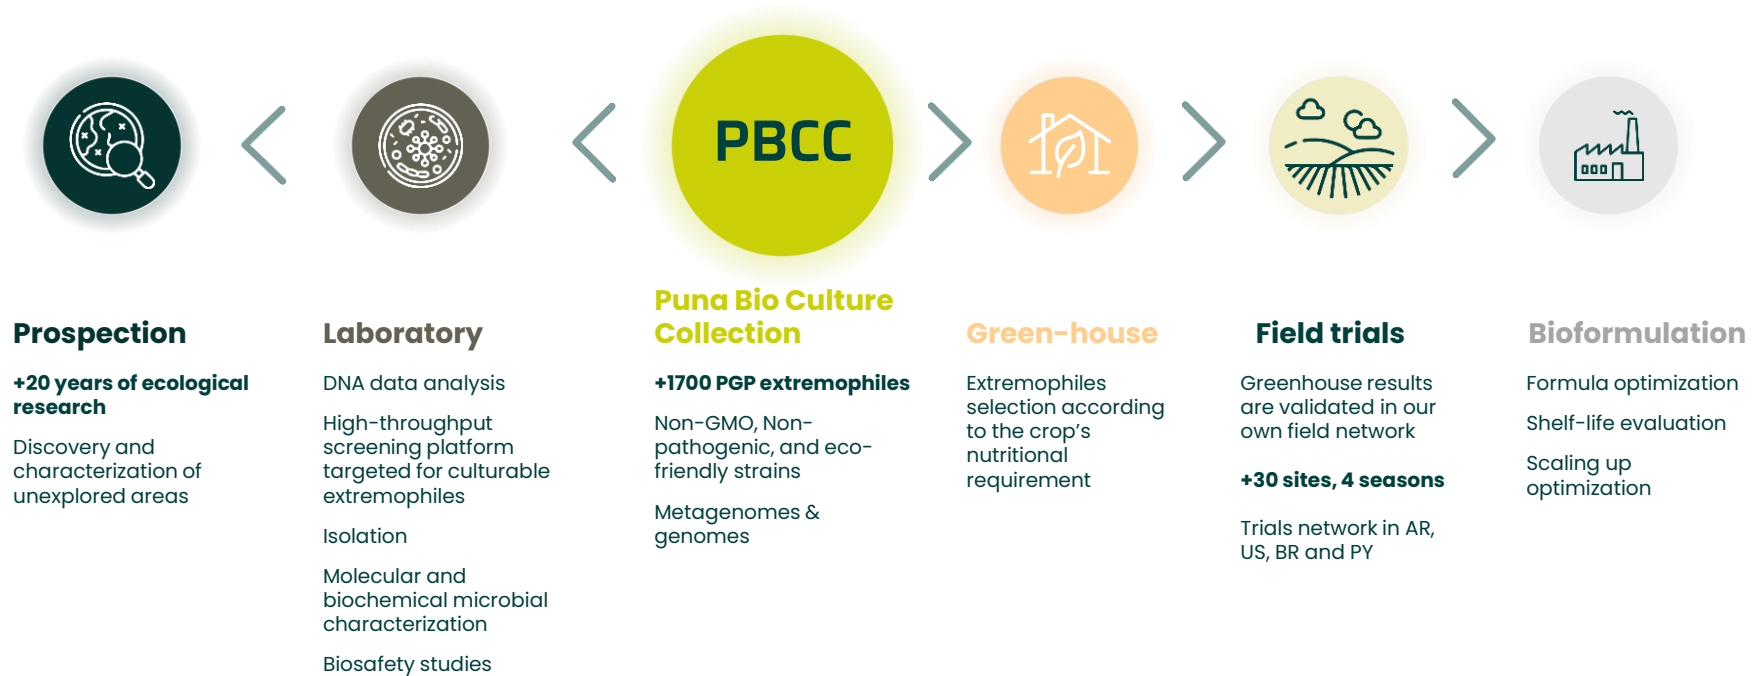 PBCC
Prospection
+20 years of ecological
research
Discovery and
characterization of
unexplored areas
Laboratory
DNA data analysis
High-throughput
screening platform
targeted for culturable
extremophiles
Isolation
Molecular and
biochemical microbial
characterization
Biosafety studies
Puna Bio Culture
Collection
+1700 PGP extremophiles
Non-GMO, Non-
pathogenic, and eco-
friendly strains
Metagenomes &
genomes
Green-house
Extremophiles
selection according
to the crop's
nutritional
requirement
Field trials
Greenhouse results
are validated in our
own field network
+30 sites, 4 seasons
Trials network in AR,
US, BR and PY
Bioformulation
Formula optimization
Shelf-life evaluation
Scaling up
optimization